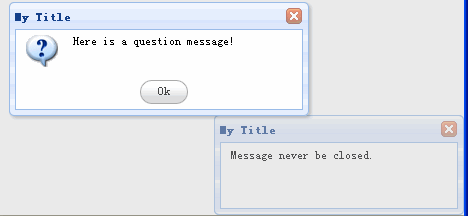 My Title
Here is a question message!
Ok
My Title
Message never be closed.